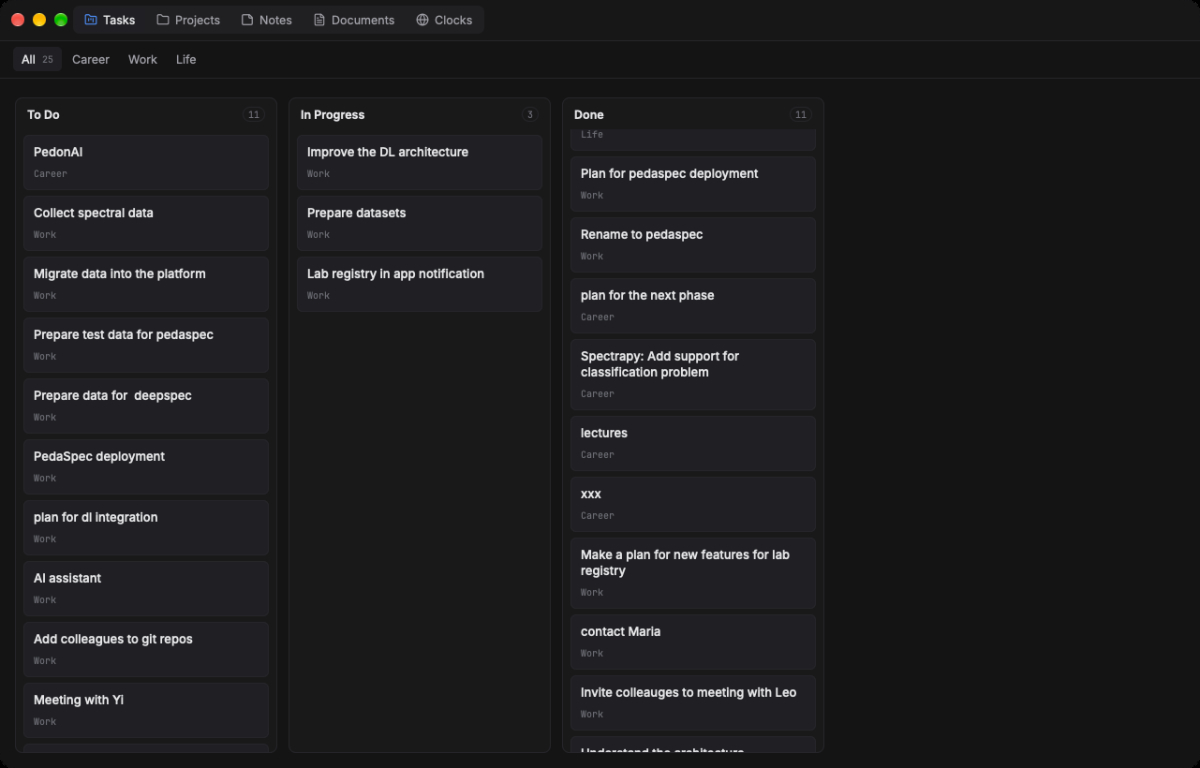 Tasks
Projects
Notes
Documents
Clocks
All 25
Career
Work
Life
To Do 11
PedonAI
Career
Collect spectral data
Work
Migrate data into the platform
Work
Prepare test data for pedaspec
Work
Prepare data for  deepspec
Work
PedaSpec deployment
Work
plan for dl integration
Work
AI assistant
Work
Add colleagues to git repos
Work
Meeting with Yi
Work
In Progress 3
Improve the DL architecture
Work
Prepare datasets
Work
Lab registry in app notification
Work
Done 11
Life
Plan for pedaspec deployment
Work
Rename to pedaspec
Work
plan for the next phase
Career
Spectrapy: Add support for
classification problem
Career
lectures
Career
xxx
Career
Make a plan for new features for lab
registry
Work
contact Maria
Work
Invite colleauges to meeting with Leo
Work
Understand the architecture